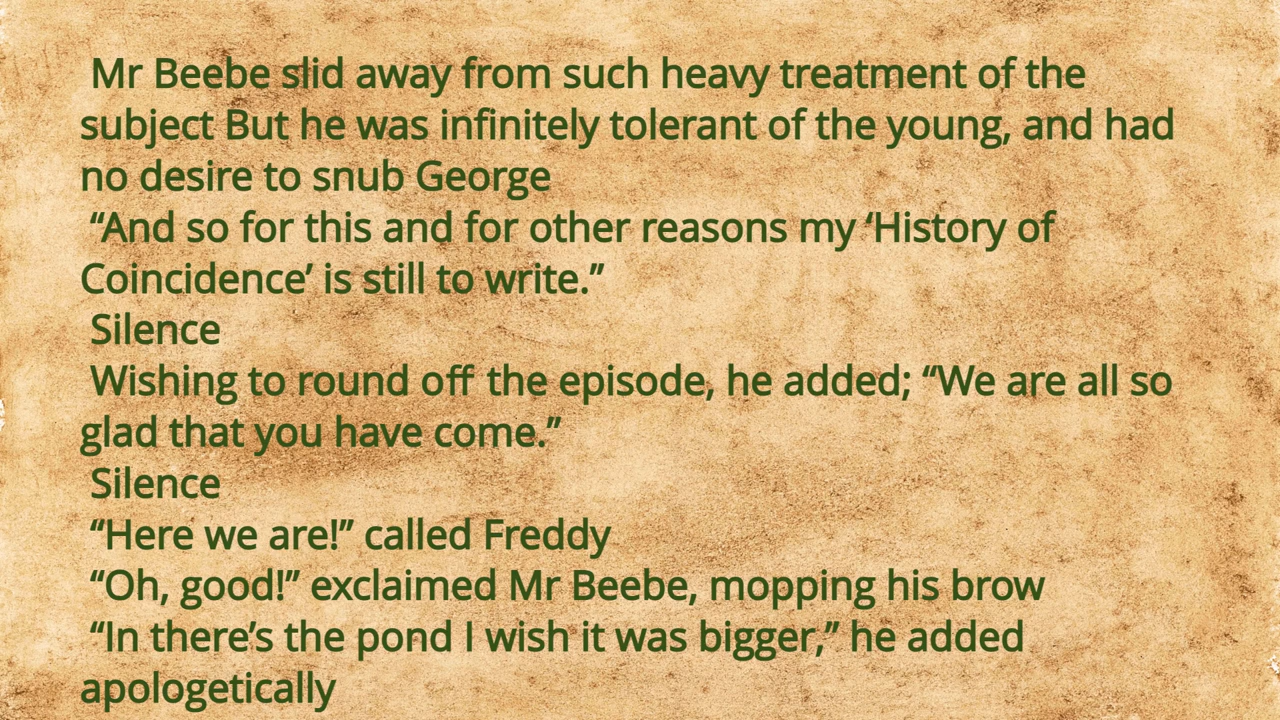 Mr Beebe slid away from such heavy treatment of the
subject But he was infinitely tolerant of the young, and had
no desire to snub George
“And so for this and for other reasons my ‘History of
Coincidence’ is still to write.”
Silence
Wishing to round off the episode, he added; “We are all so
glad that you have come.”
Silence
“Here we are!” called Freddy
“Oh, good!” exclaimed Mr Beebe, mopping his brow
“In there’s the pond I wish it was bigger,” he added
apologetically